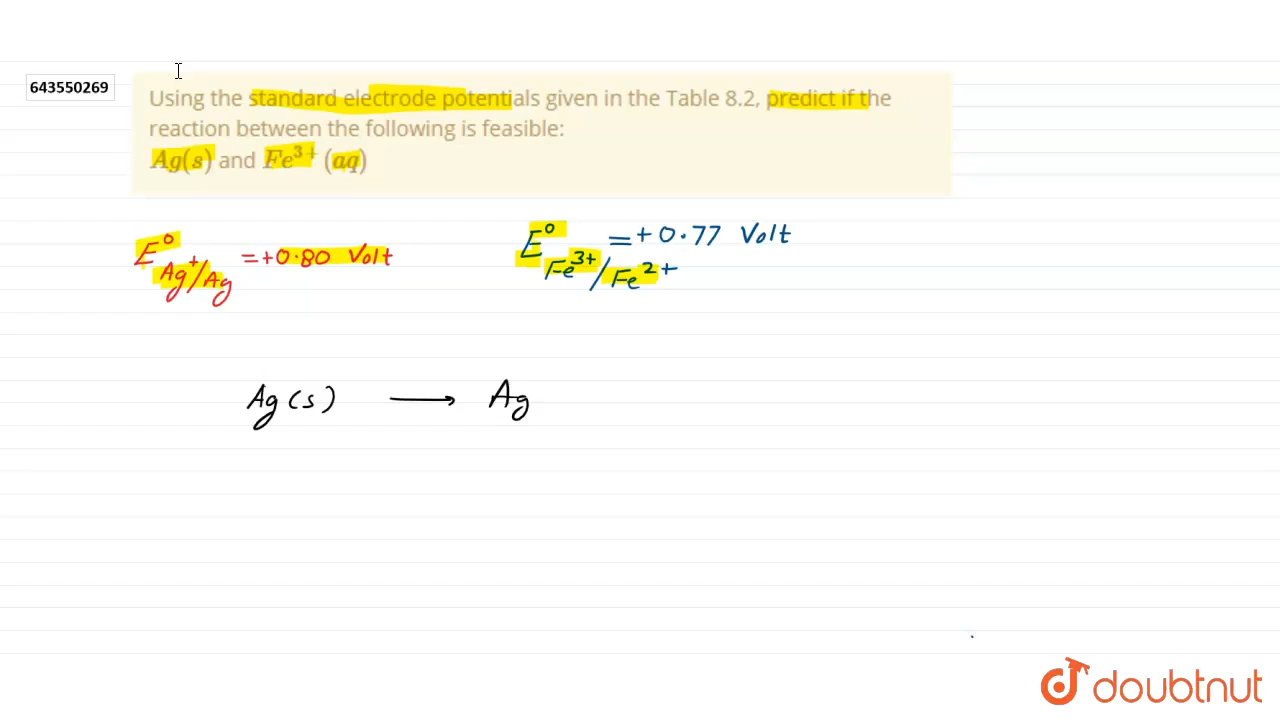 643550269
Using the standard electrode potentials given in the Table 8.2, predict if the
reaction between the following is feasible:
Ag(s) and Fe³⁺ (aq)
E⁰ Ag⁺/Ag = +0.80 Volt
E⁰ Fe³⁺/Fe²⁺ = +0.77 Volt
Ag(s) ⟶ Ag
doubtnut